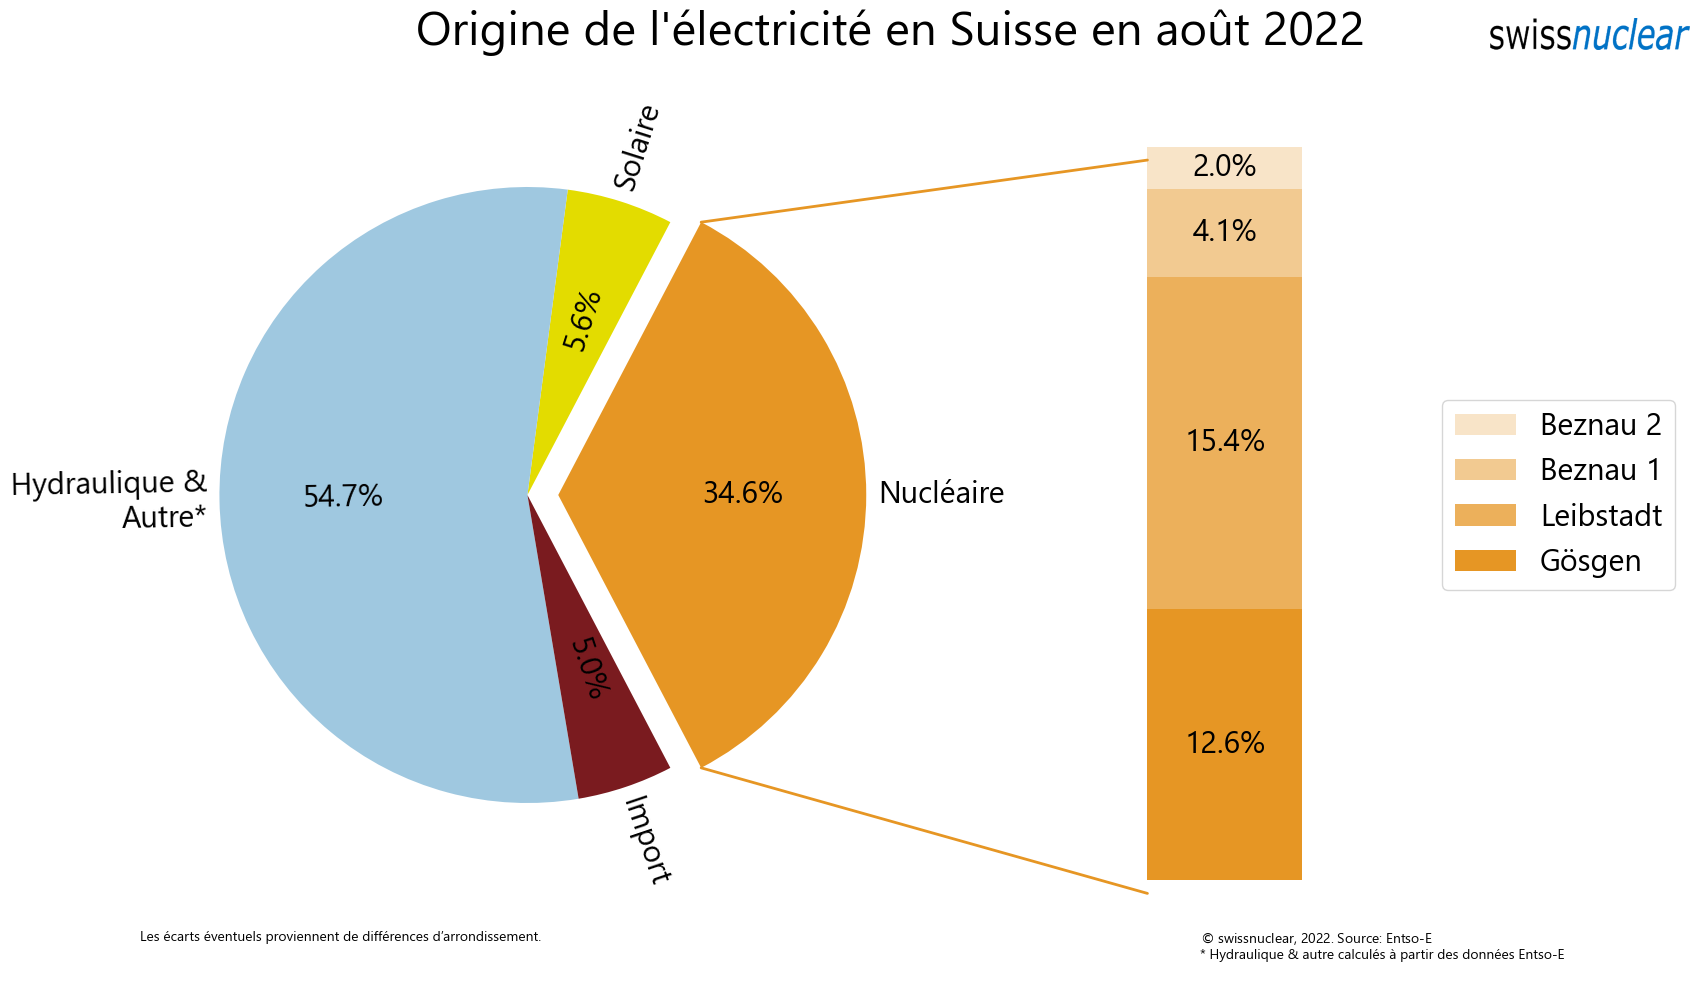 Origine de l'électricité en Suisse en août 2022
swissnuclear
Solaire
5.6%
Hydraulique &
Autre*
54.7%
34.6%
Nucléaire
5.0%
Import
2.0%
4.1%
15.4%
12.6%
Beznau 2
Beznau 1
Leibstadt
Gösgen
Les écarts éventuels proviennent de différences d’arrondissement.
© swissnuclear, 2022. Source: Entso-E
* Hydraulique & autre calculés à partir des données Entso-E